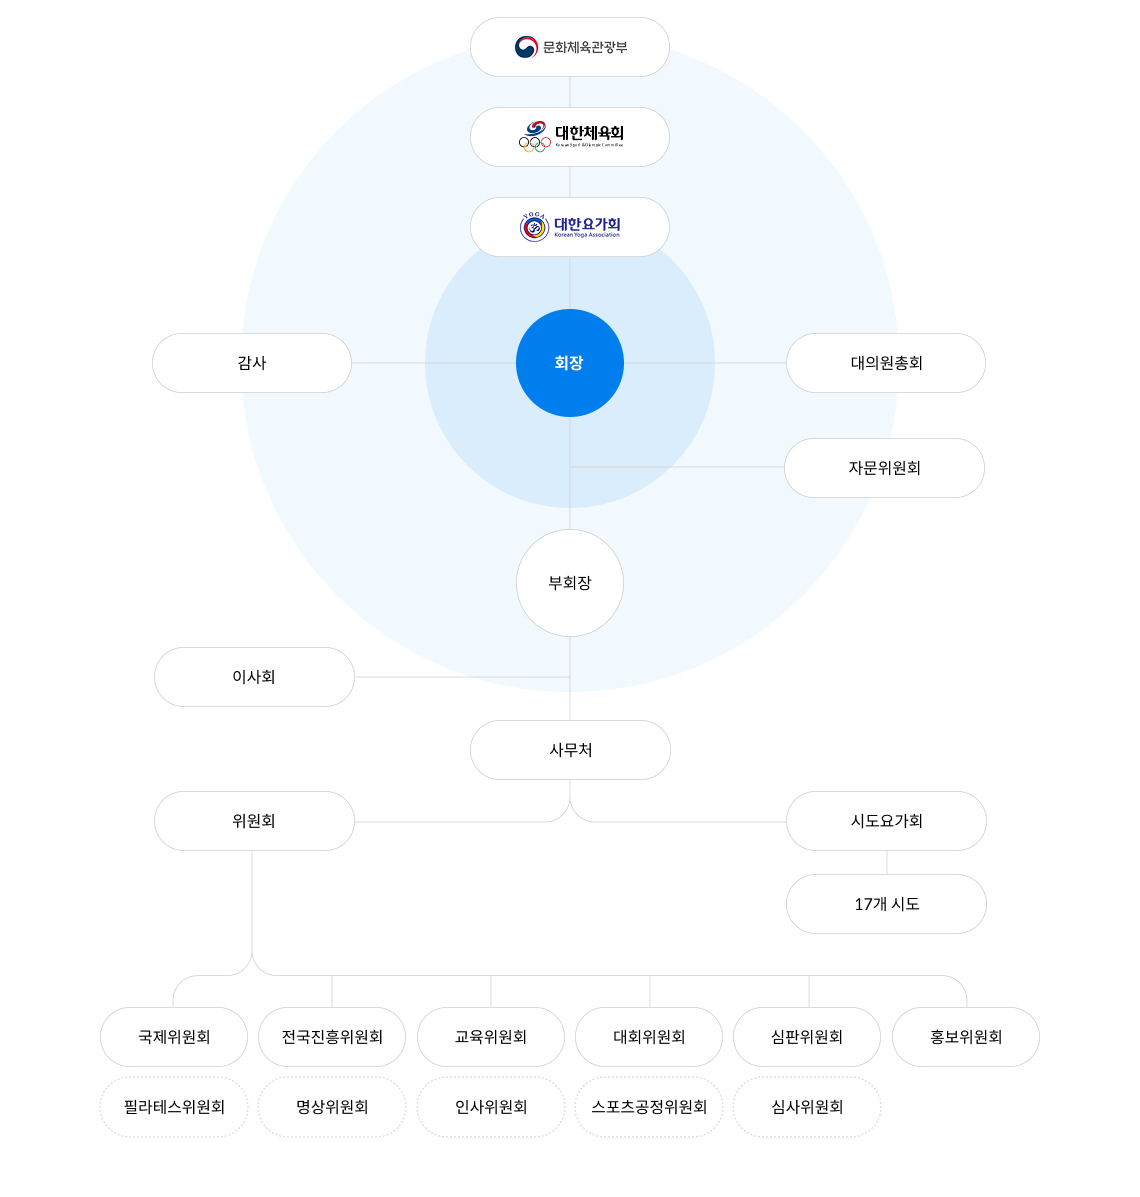 문화체육관광부
대한체육회
Korean Sport & Olympic Committee
YOGA
대한요가회
Korean Yoga Association
회장
감사
대의원총회
자문위원회
부회장
이사회
사무처
위원회
시도요가회
17개 시도
국제위원회
전국진흥위원회
교육위원회
대회위원회
심판위원회
홍보위원회
필라테스위원회
명상위원회
인사위원회
스포츠공정위원회
심사위원회